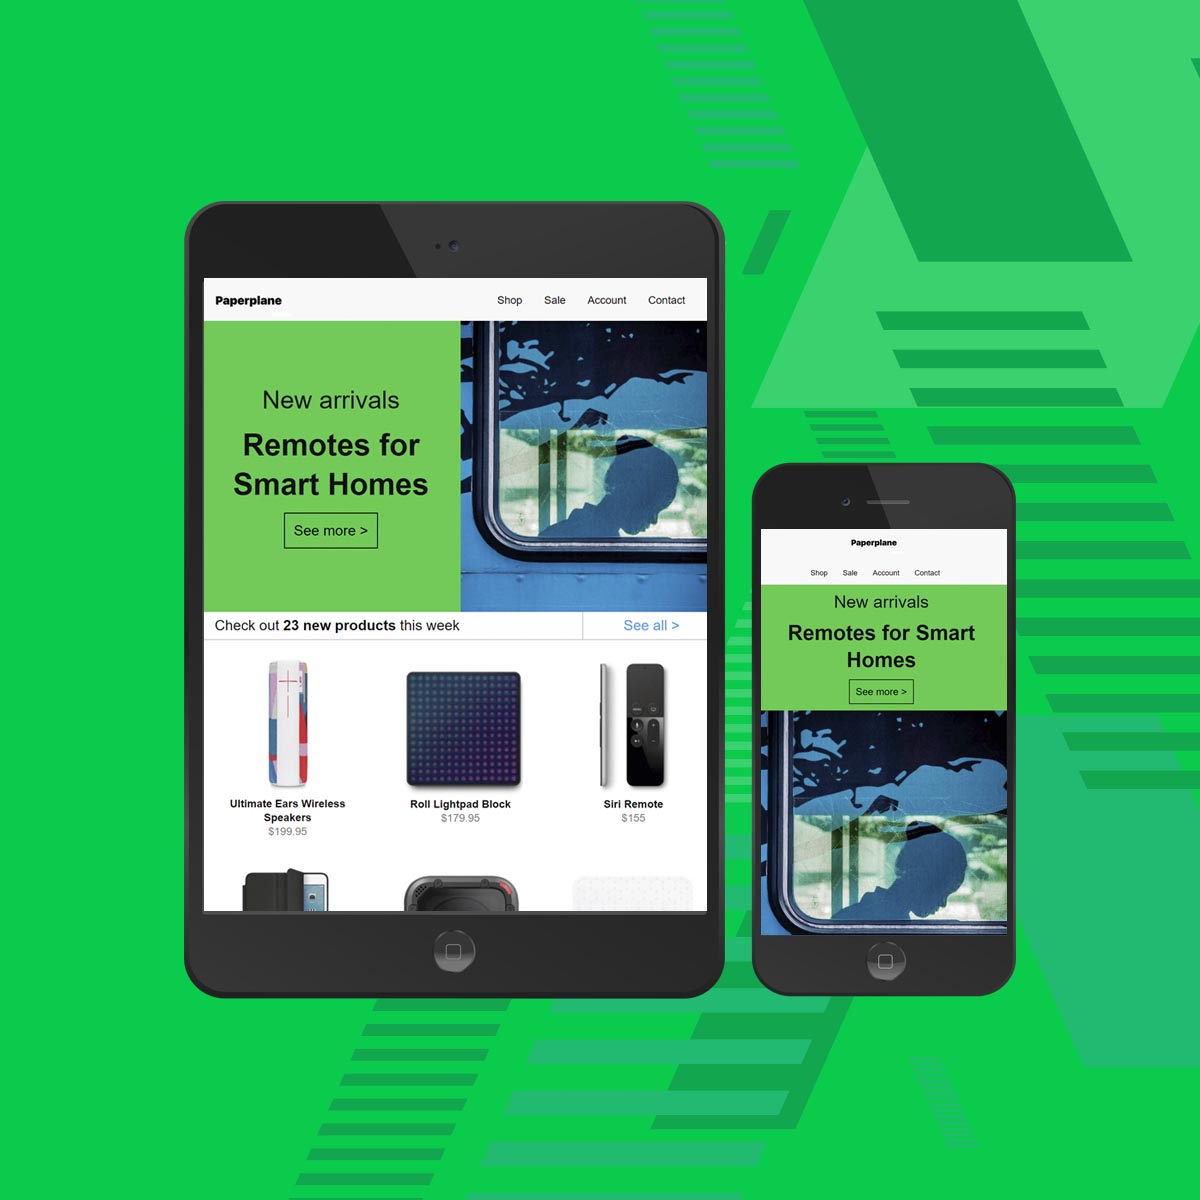 Paperplane
Shop Sale Account Contact
New arrivals
Remotes for
Smart Homes
See more >
Check out 23 new products this week
See all >
Ultimate Ears Wireless
Speakers
$199.95
Roll Lightpad Block
$179.95
MENU
Siri Remote
$155
Paperplane
Shop Sale Account Contact
New arrivals
Remotes for Smart
Homes
See more >